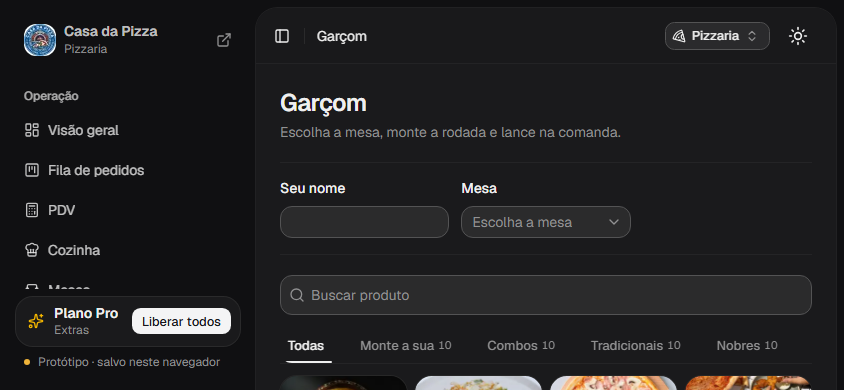 Casa da Pizza
Pizzaria
Operação
Visão geral
Fila de pedidos
PDV
Cozinha
Mesas
Plano Pro
Extras
Liberar todos
Protótipo · salvo neste navegador
Garçom
Pizzaria
Garçom
Escolha a mesa, monte a rodada e lance na comanda.
Seu nome
Mesa
Escolha a mesa
Buscar produto
Todas
Monte a sua 10
Combos 10
Tradicionais 10
Nobres 10